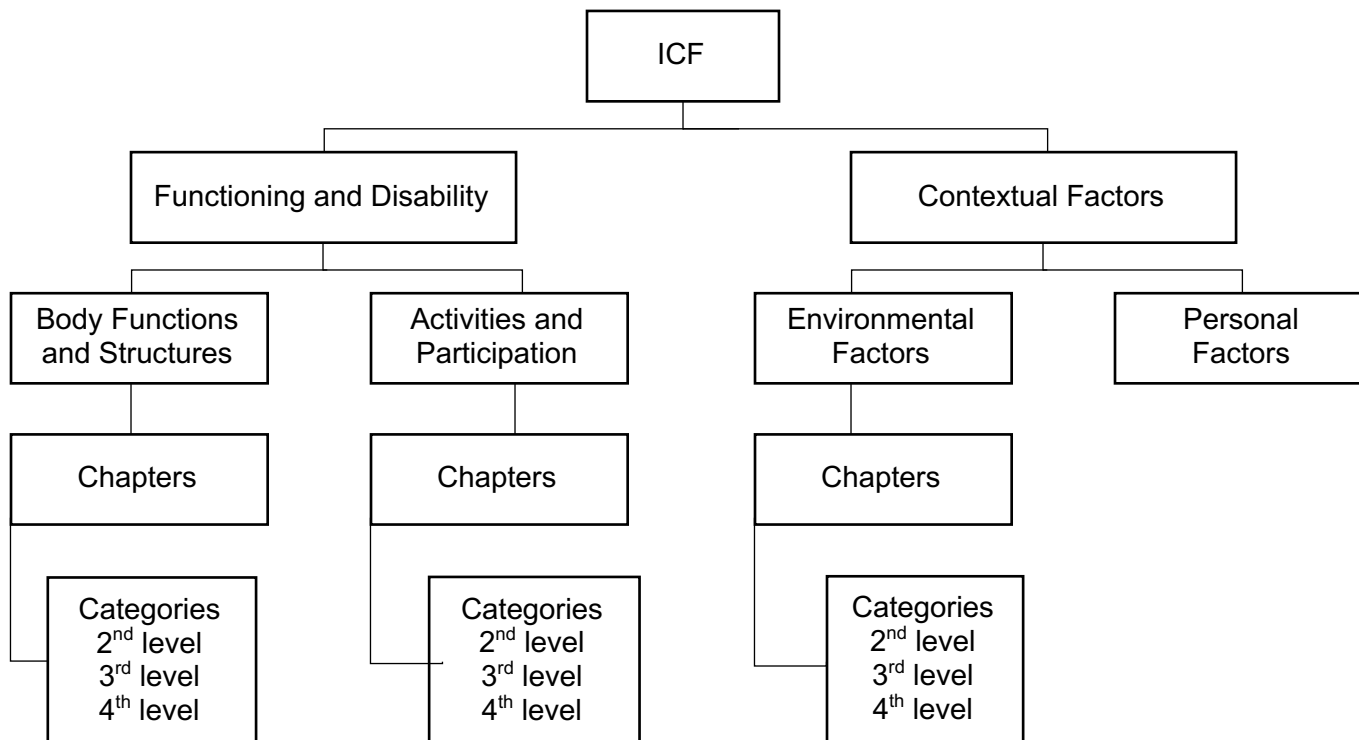 ICF
Functioning and Disability
Contextual Factors
Body Functions
and Structures
Activities and
Participation
Environmental
Factors
Personal
Factors
Chapters
Chapters
Chapters
Categories
2nd level
3rd level
4th level
Categories
2nd level
3rd level
4th level
Categories
2nd level
3rd level
4th level